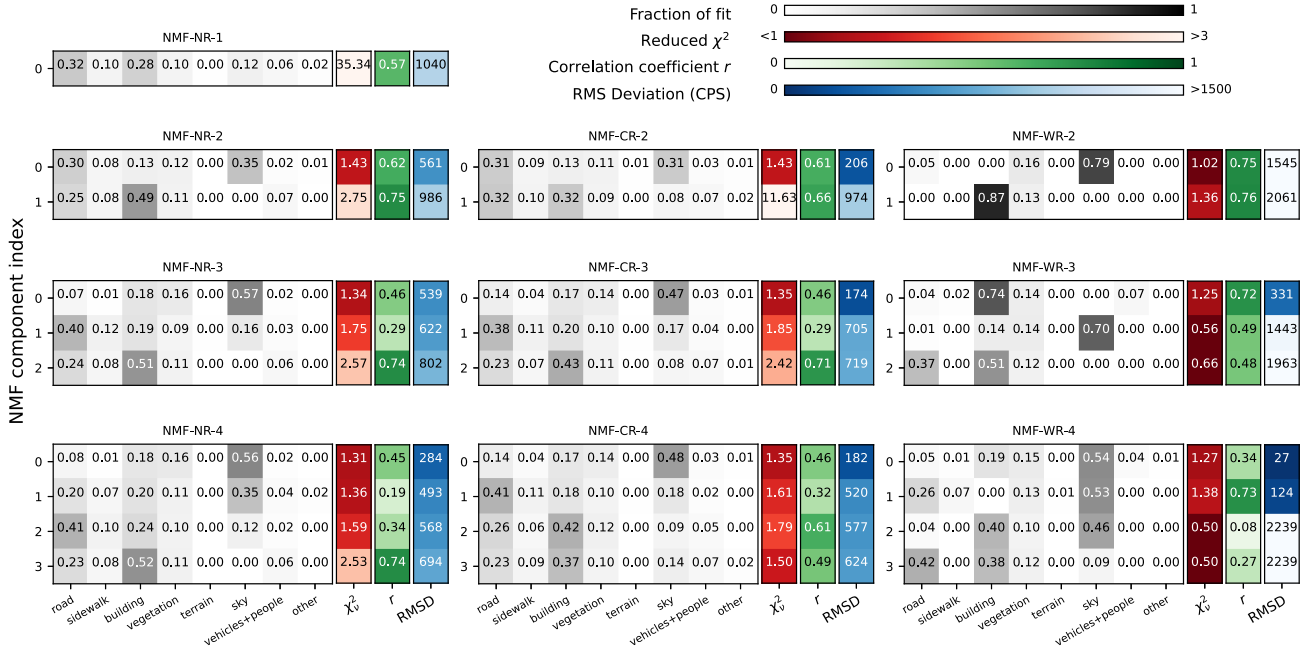 Fraction of fit 0 1
Reduced χ² <1 >3
Correlation coefficient r 0 1
RMS Deviation (CPS) 0 >1500
NMF component index
NMF-NR-1
0 0.32 0.10 0.28 0.10 0.00 0.12 0.06 0.02 35.34 0.57 1040
NMF-NR-2
0 0.30 0.08 0.13 0.12 0.00 0.35 0.02 0.01 1.43 0.62 561
1 0.25 0.08 0.49 0.11 0.00 0.00 0.07 0.00 2.75 0.75 986
NMF-CR-2
0 0.31 0.09 0.13 0.11 0.01 0.31 0.03 0.01 1.43 0.61 206
1 0.32 0.10 0.32 0.09 0.00 0.08 0.07 0.02 11.63 0.66 974
NMF-WR-2
0 0.05 0.00 0.00 0.16 0.00 0.79 0.00 0.00 1.02 0.75 1545
1 0.00 0.00 0.87 0.13 0.00 0.00 0.00 0.00 1.36 0.76 2061
NMF-NR-3
0 0.07 0.01 0.18 0.16 0.00 0.57 0.02 0.00 1.34 0.46 539
1 0.40 0.12 0.19 0.09 0.00 0.16 0.03 0.00 1.75 0.29 622
2 0.24 0.08 0.51 0.11 0.00 0.00 0.06 0.00 2.57 0.74 802
NMF-CR-3
0 0.14 0.04 0.17 0.14 0.00 0.47 0.03 0.01 1.35 0.46 174
1 0.38 0.11 0.20 0.10 0.00 0.17 0.04 0.00 1.85 0.29 705
2 0.23 0.07 0.43 0.11 0.00 0.08 0.07 0.01 2.42 0.71 719
NMF-WR-3
0 0.04 0.02 0.74 0.14 0.00 0.00 0.07 0.00 1.25 0.72 331
1 0.01 0.00 0.14 0.14 0.00 0.70 0.00 0.00 0.56 0.49 1443
2 0.37 0.00 0.51 0.12 0.00 0.00 0.00 0.00 0.66 0.48 1963
NMF-NR-4
0 0.08 0.01 0.18 0.16 0.00 0.56 0.02 0.00 1.31 0.45 284
1 0.20 0.07 0.20 0.11 0.00 0.35 0.04 0.02 1.36 0.19 493
2 0.41 0.10 0.24 0.10 0.00 0.12 0.02 0.00 1.59 0.34 568
3 0.23 0.08 0.52 0.10 0.00 0.00 0.06 0.00 2.53 0.74 694
road sidewalk building vegetation terrain sky vehicles+people other χ²ν r RMSD
NMF-CR-4
0 0.14 0.04 0.17 0.14 0.00 0.48 0.03 0.01 1.35 0.46 182
1 0.41 0.11 0.18 0.10 0.00 0.18 0.02 0.00 1.61 0.32 520
2 0.26 0.06 0.42 0.12 0.00 0.09 0.05 0.00 1.79 0.61 577
3 0.23 0.09 0.37 0.10 0.00 0.14 0.07 0.02 1.50 0.49 624
road sidewalk building vegetation terrain sky vehicles+people other χ²ν r RMSD
NMF-WR-4
0 0.05 0.01 0.19 0.15 0.00 0.54 0.04 0.01 1.27 0.34 27
1 0.26 0.07 0.00 0.13 0.01 0.53 0.00 0.00 1.38 0.73 124
2 0.04 0.00 0.40 0.10 0.00 0.46 0.00 0.00 0.50 0.08 2239
3 0.42 0.00 0.38 0.12 0.00 0.09 0.00 0.00 0.50 0.27 2239
road sidewalk building vegetation terrain sky vehicles+people other χ²ν r RMSD